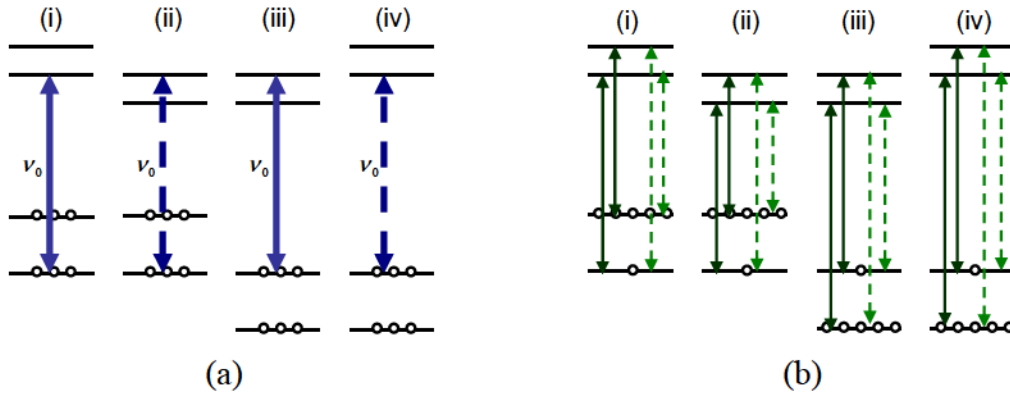 (i) (ii) (iii) (iv)
ν₀ ν₀ ν₀ ν₀
(a)
(i) (ii) (iii) (iv)
(b)